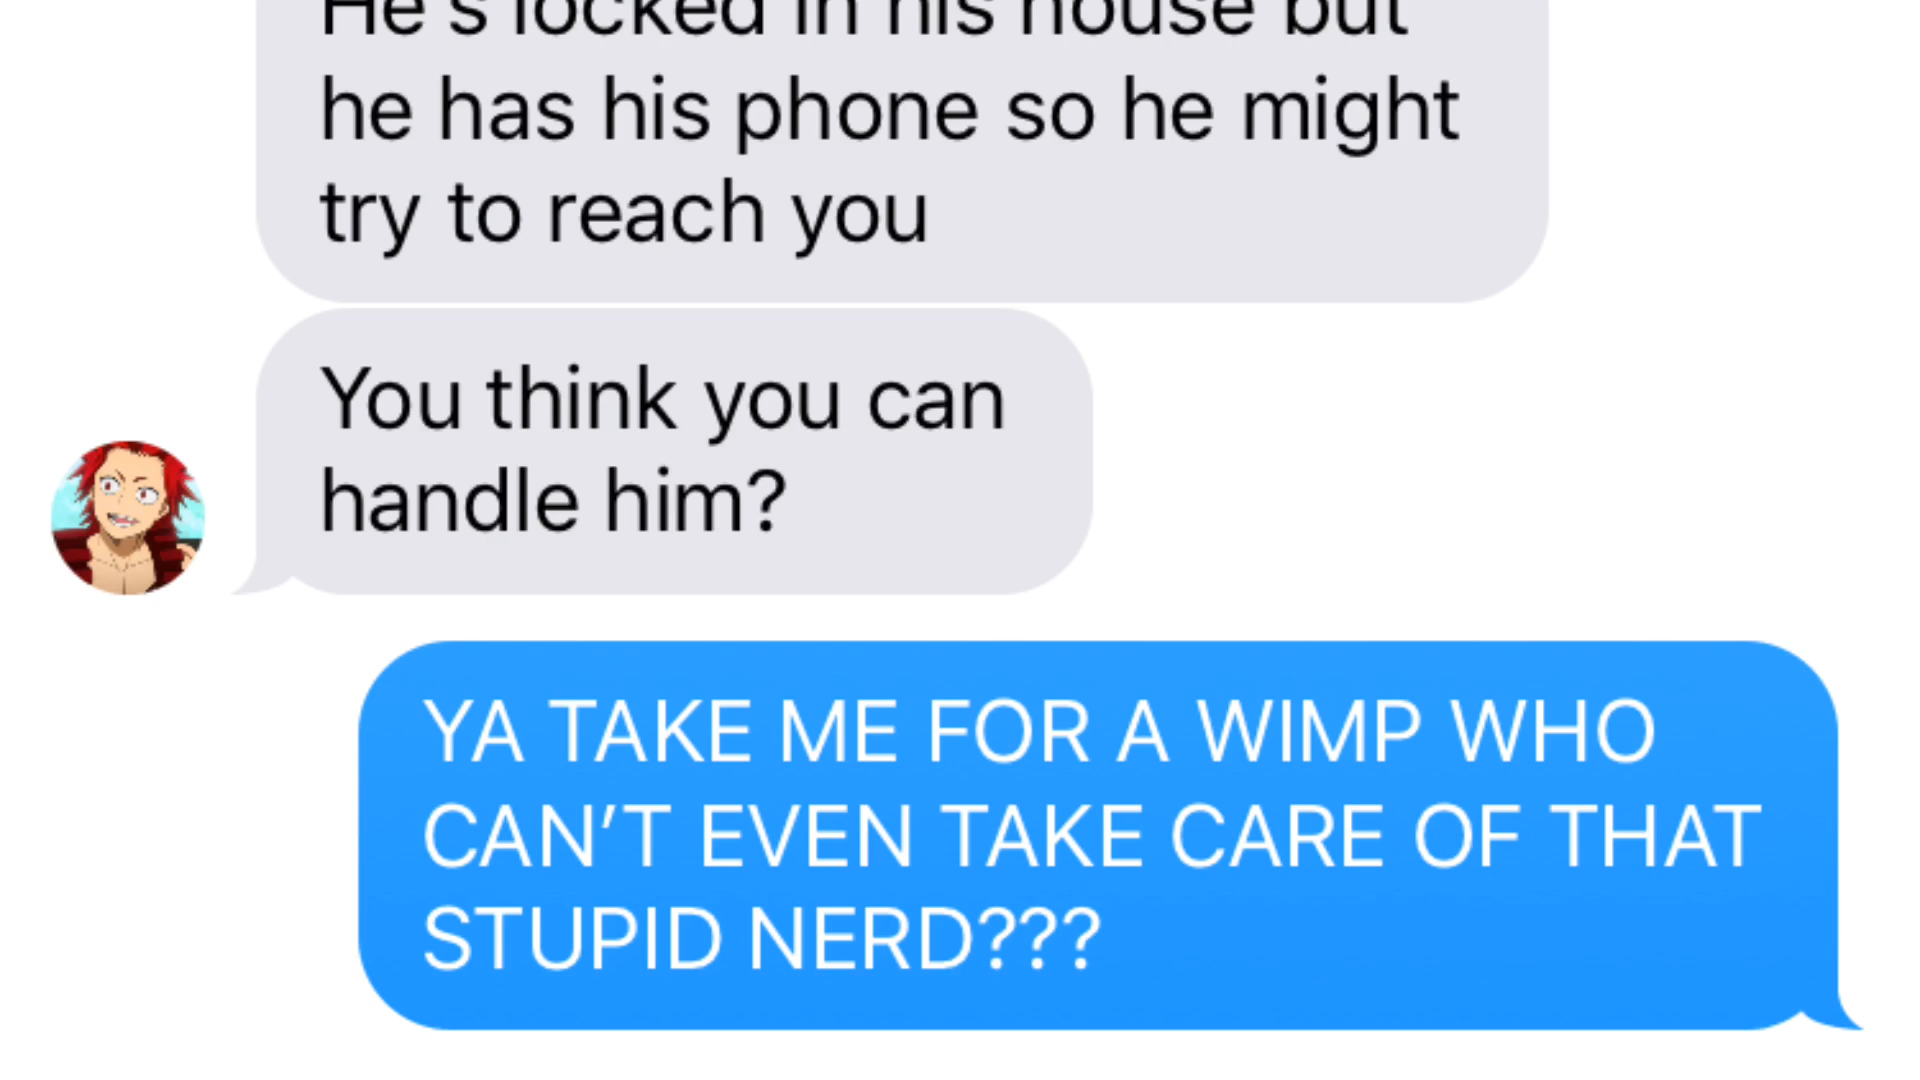 He's locked in his house but
he has his phone so he might
try to reach you
You think you can
handle him?
YA TAKE ME FOR A WIMP WHO
CAN’T EVEN TAKE CARE OF THAT
STUPID NERD???